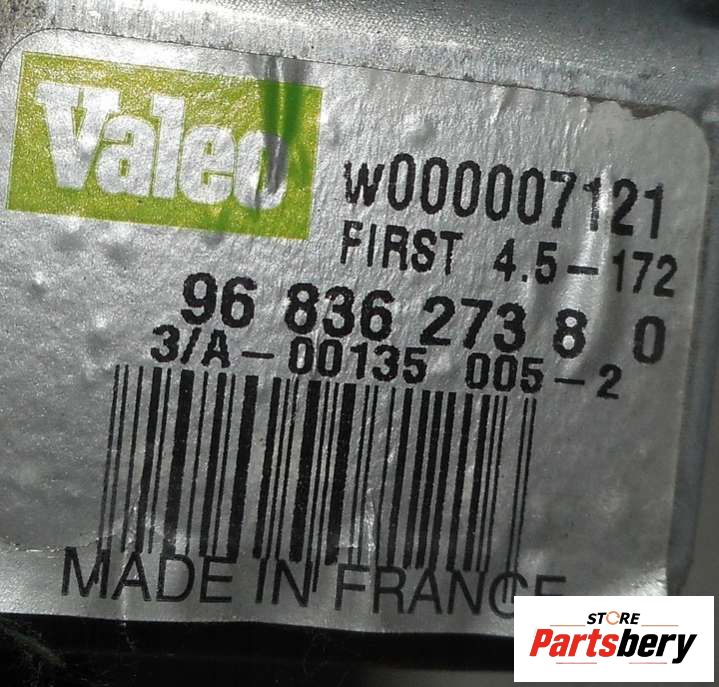 Valeo
W000007121
FIRST 4.5-172
96 836 273 8 0
3/A-00135 005-2
MADE IN FRANCE
STORE
Partsbery